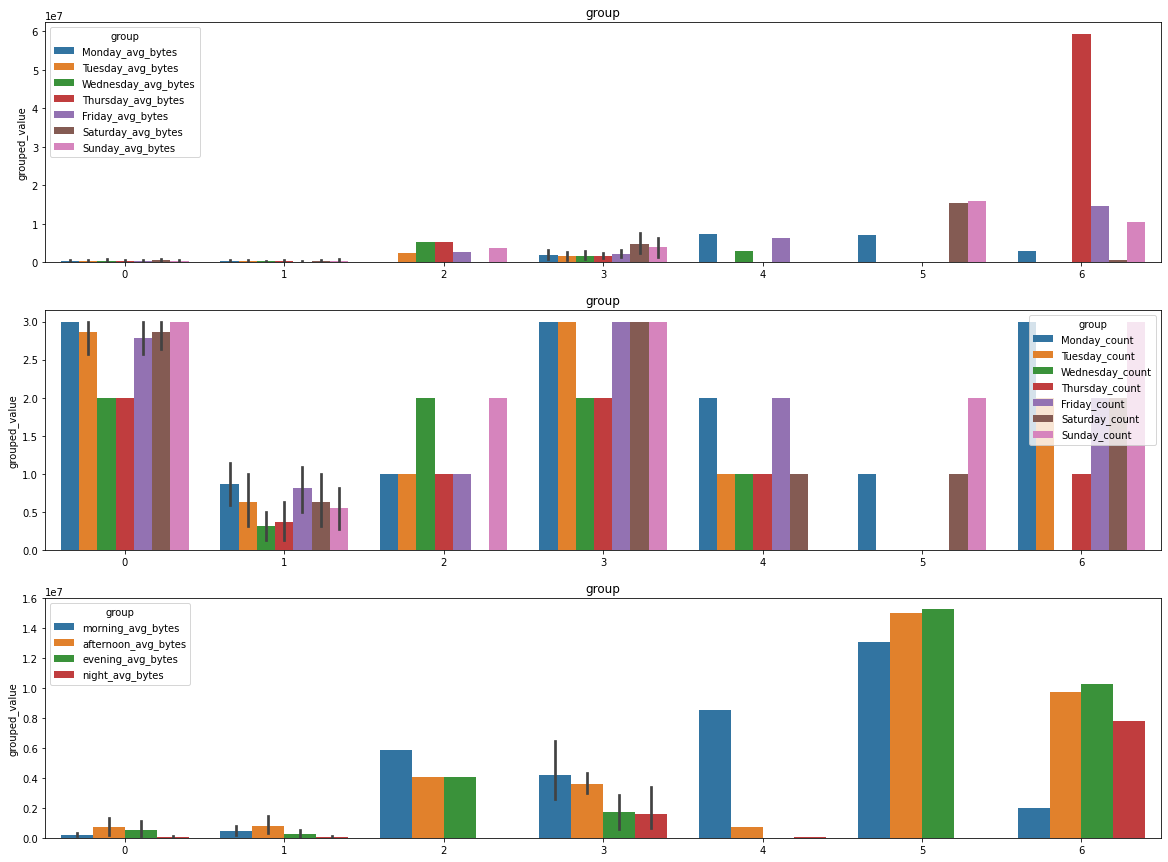 group
1e7
group
Monday_avg_bytes
Tuesday_avg_bytes
Wednesday_avg_bytes
Thursday_avg_bytes
Friday_avg_bytes
Saturday_avg_bytes
Sunday_avg_bytes
grouped_value
6
5
4
3
2
1
0
0 1 2 3 4 5 6
group
group
Monday_count
Tuesday_count
Wednesday_count
Thursday_count
Friday_count
Saturday_count
Sunday_count
grouped_value
3.0
2.5
2.0
1.5
1.0
0.5
0.0
0 1 2 3 4 5 6
group
1e7
group
morning_avg_bytes
afternoon_avg_bytes
evening_avg_bytes
night_avg_bytes
grouped_value
1.6
1.4
1.2
1.0
0.8
0.6
0.4
0.2
0.0
0 1 2 3 4 5 6